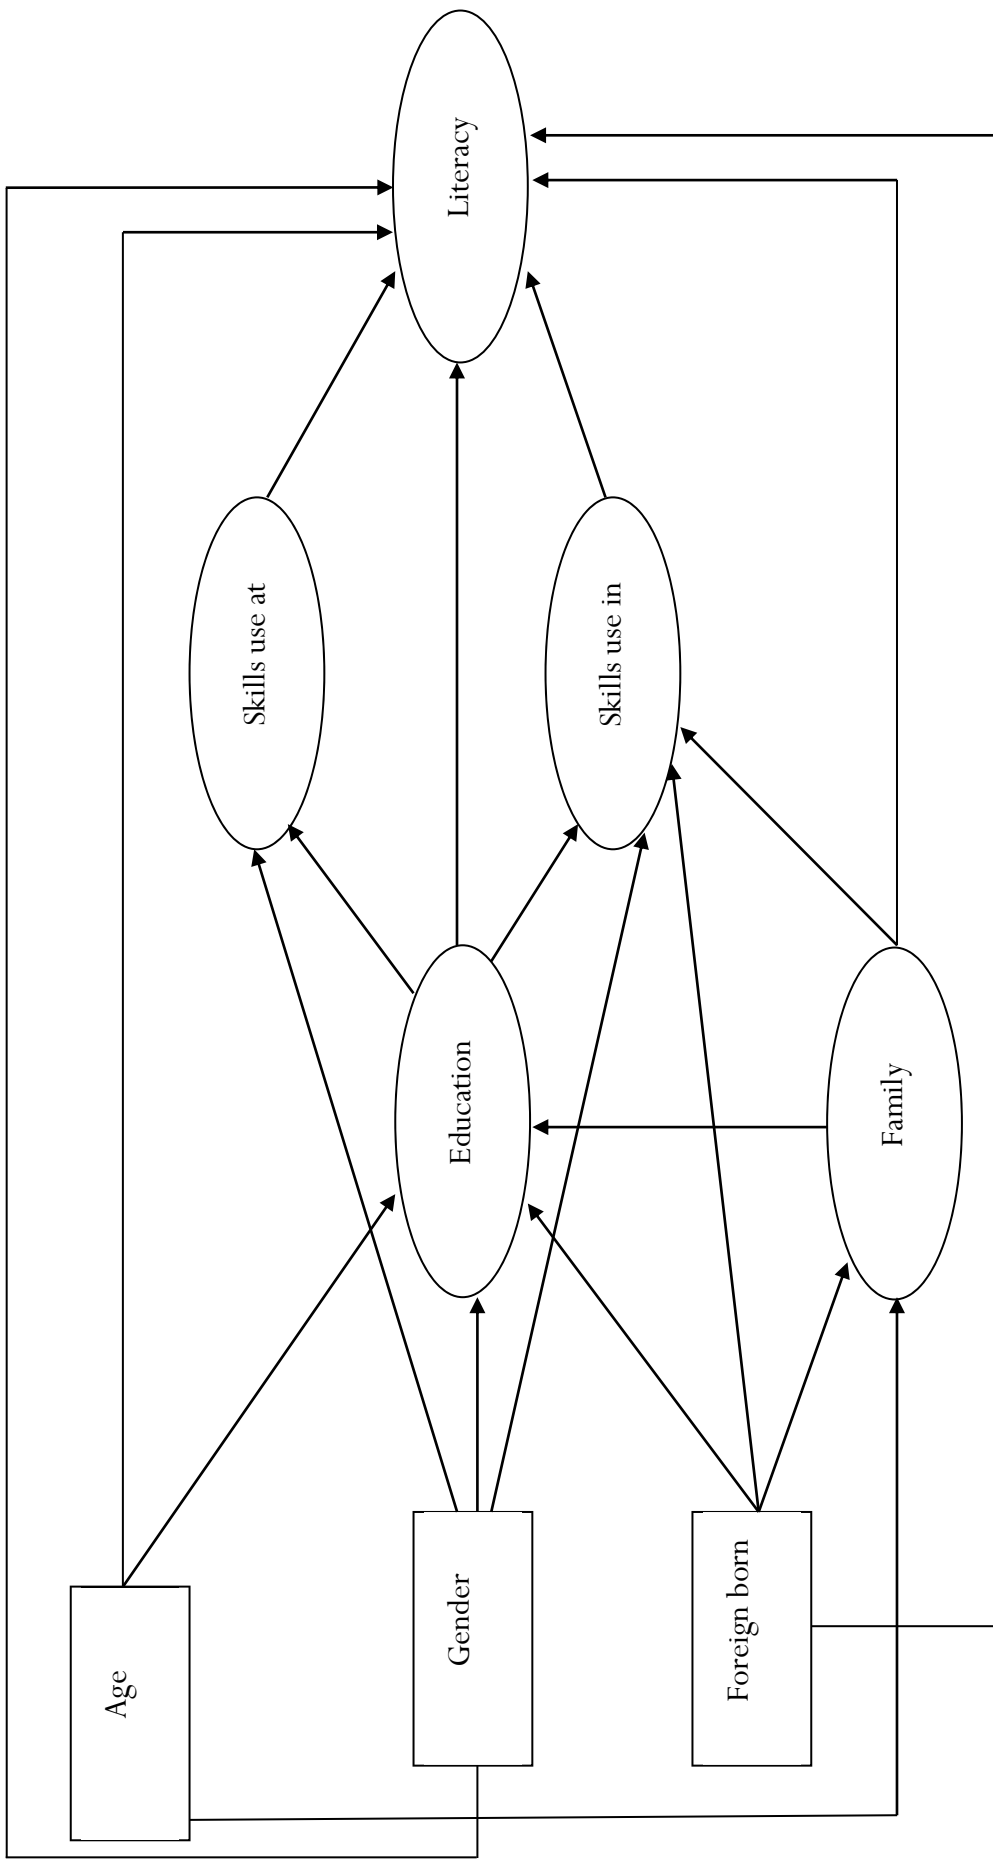 Age
Gender
Foreign born
Education
Family
Skills use at
Skills use in
Literacy